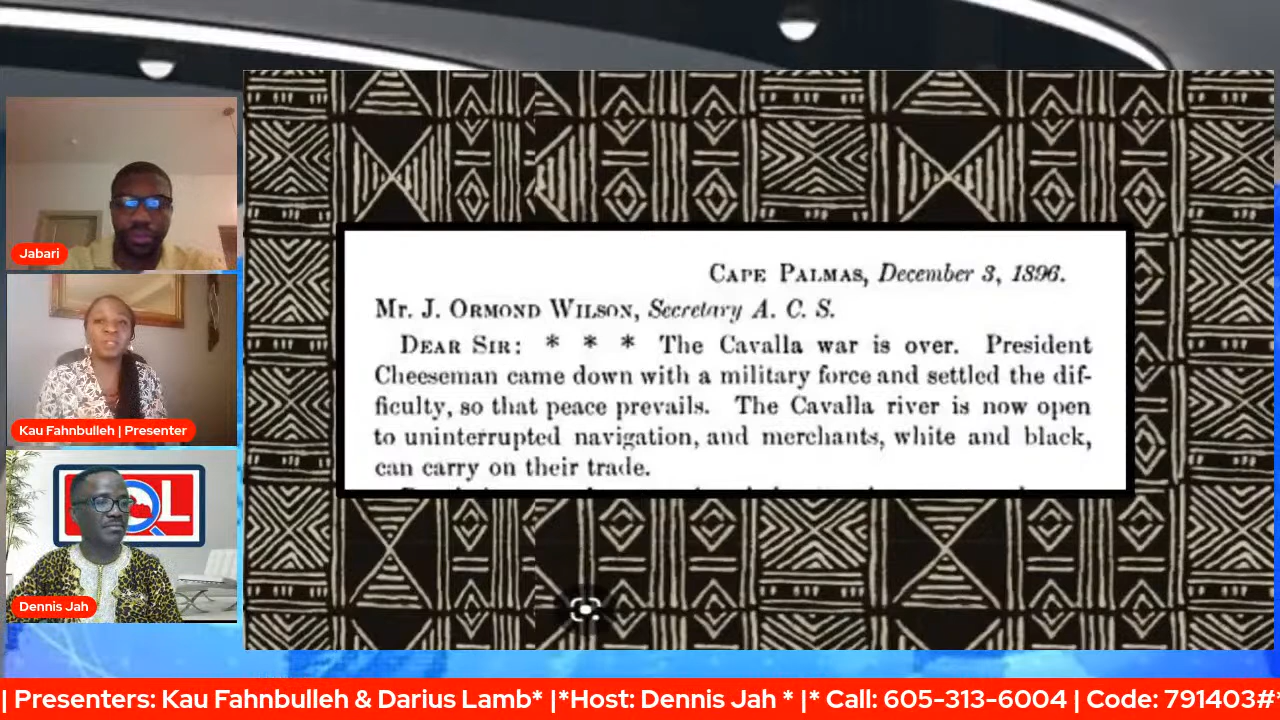 Jabari
Kau Fahnbulleh | Presenter
Dennis Jah
CAPE PALMAS, December 3, 1896.
Mr. J. ORMOND WILSON, Secretary A. C. S.
DEAR SIR: * * * The Cavalla war is over. President
Cheeseman came down with a military force and settled the dif-
ficulty, so that peace prevails. The Cavalla river is now open
to uninterrupted navigation, and merchants, white and black,
can carry on their trade.
| Presenters: Kau Fahnbulleh & Darius Lamb* |*Host: Dennis Jah * |* Call: 605-313-6004 | Code: 791403#*